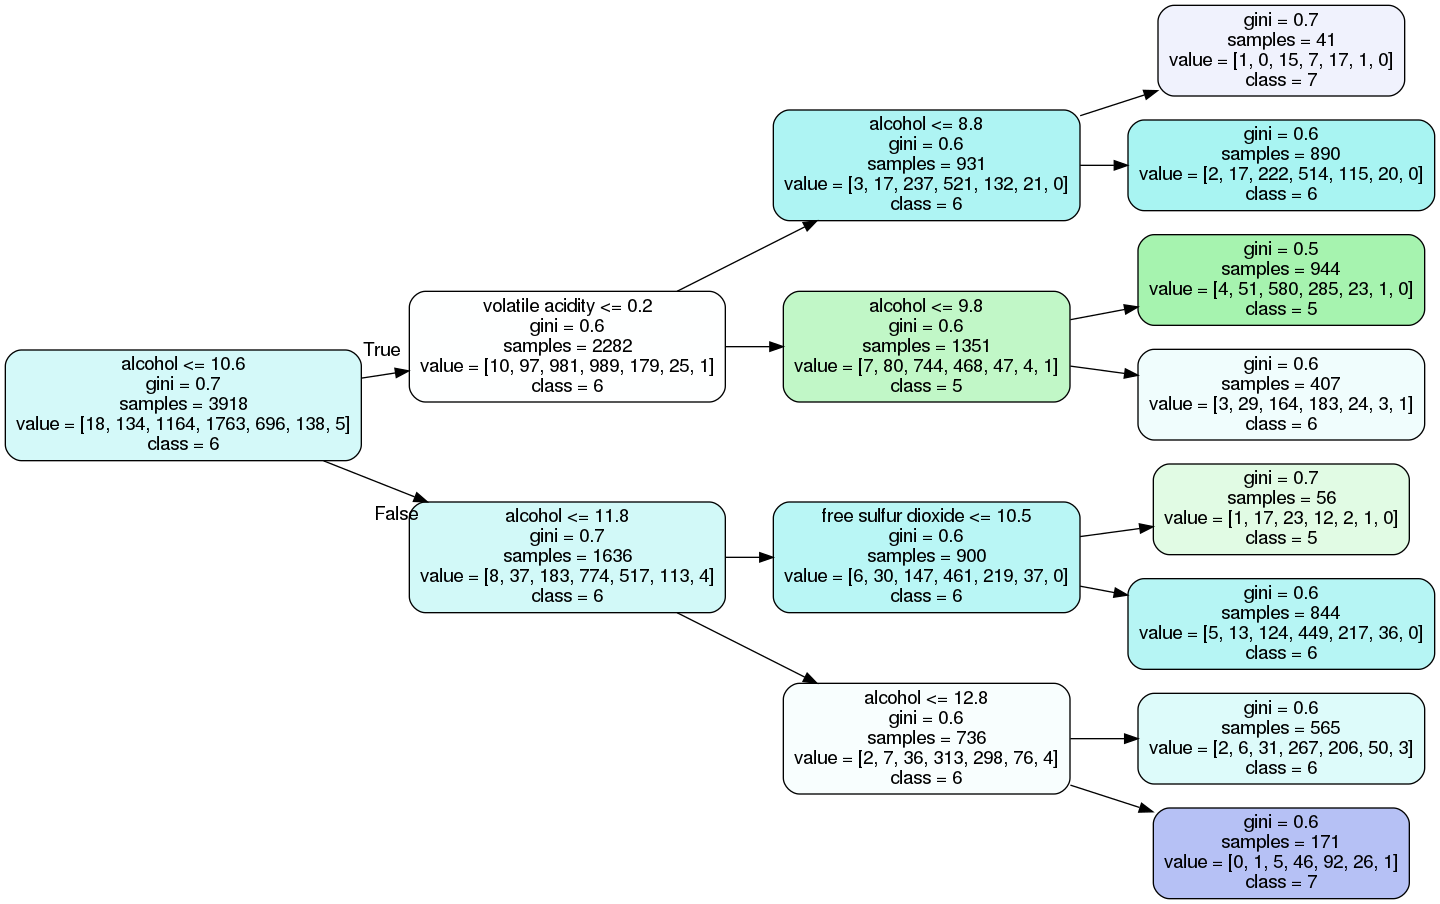 alcohol <= 10.6
gini = 0.7
samples = 3918
value = [18, 134, 1164, 1763, 696, 138, 5]
class = 6
True
False
volatile acidity <= 0.2
gini = 0.6
samples = 2282
value = [10, 97, 981, 989, 179, 25, 1]
class = 6
alcohol <= 11.8
gini = 0.7
samples = 1636
value = [8, 37, 183, 774, 517, 113, 4]
class = 6
alcohol <= 8.8
gini = 0.6
samples = 931
value = [3, 17, 237, 521, 132, 21, 0]
class = 6
alcohol <= 9.8
gini = 0.6
samples = 1351
value = [7, 80, 744, 468, 47, 4, 1]
class = 5
free sulfur dioxide <= 10.5
gini = 0.6
samples = 900
value = [6, 30, 147, 461, 219, 37, 0]
class = 6
alcohol <= 12.8
gini = 0.6
samples = 736
value = [2, 7, 36, 313, 298, 76, 4]
class = 6
gini = 0.7
samples = 41
value = [1, 0, 15, 7, 17, 1, 0]
class = 7
gini = 0.6
samples = 890
value = [2, 17, 222, 514, 115, 20, 0]
class = 6
gini = 0.5
samples = 944
value = [4, 51, 580, 285, 23, 1, 0]
class = 5
gini = 0.6
samples = 407
value = [3, 29, 164, 183, 24, 3, 1]
class = 6
gini = 0.7
samples = 56
value = [1, 17, 23, 12, 2, 1, 0]
class = 5
gini = 0.6
samples = 844
value = [5, 13, 124, 449, 217, 36, 0]
class = 6
gini = 0.6
samples = 565
value = [2, 6, 31, 267, 206, 50, 3]
class = 6
gini = 0.6
samples = 171
value = [0, 1, 5, 46, 92, 26, 1]
class = 7